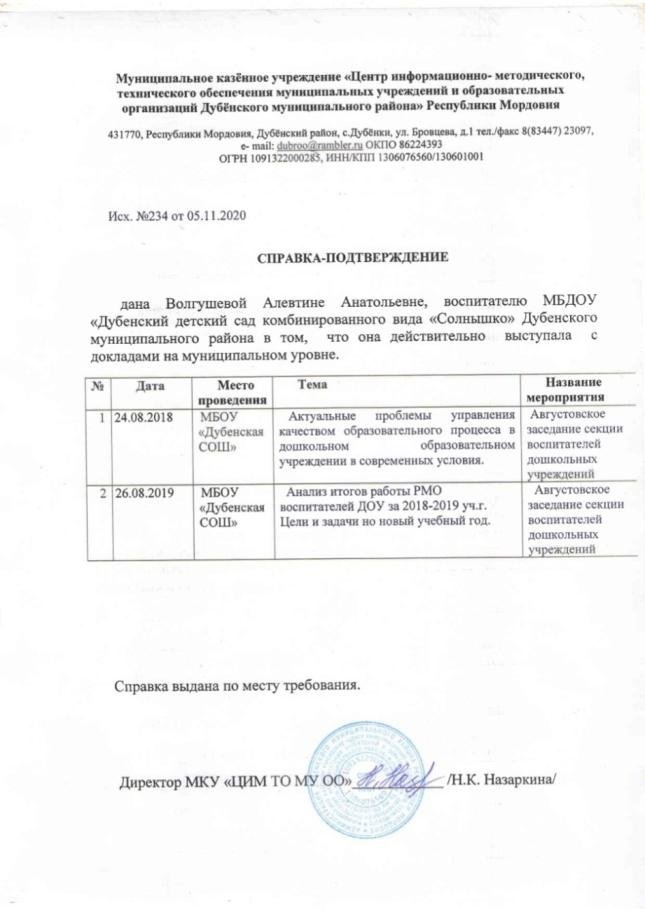 Муниципальное казённое учреждение «Центр информационно- методического,
технического обеспечения муниципальных учреждений и образовательных
организаций Дубёнского муниципального района» Республики Мордовия
431770, Республики Мордовия, Дубёнский район, с.Дубёнки, ул. Бровцева, д.1 тел./факс 8(83447) 23097,
e- mail: dubroo@rambler.ru ОКПО 86224393
ОГРН 1091322000285, ИНН/КПП 1306076560/130601001
Исх. №234 от 05.11.2020
СПРАВКА-ПОДТВЕРЖДЕНИЕ
дана Волгушевой Алевтине Анатольевне, воспитателю МБДОУ
«Дубенский детский сад комбинированного вида «Солнышко» Дубенского
муниципального района в том, что она действительно выступала с
докладами на муниципальном уровне.
№ Дата Место проведения Тема Название мероприятия
1 24.08.2018 МБОУ Актуальные проблемы управления Августовское
«Дубенская качеством образовательного процесса в заседание секции
СОШ» дошкольном образовательном воспитателей
учреждении в современных условия. дошкольных
учреждений
2 26.08.2019 МБОУ Анализ итогов работы РМО Августовское
«Дубенская воспитателей ДОУ за 2018-2019 уч.г. заседание секции
СОШ» Цели и задачи но новый учебный год. воспитателей
дошкольных
учреждений
Справка выдана по месту требования.
Директор МКУ «ЦИМ ТО МУ ОО» /Н.К. Назаркина/